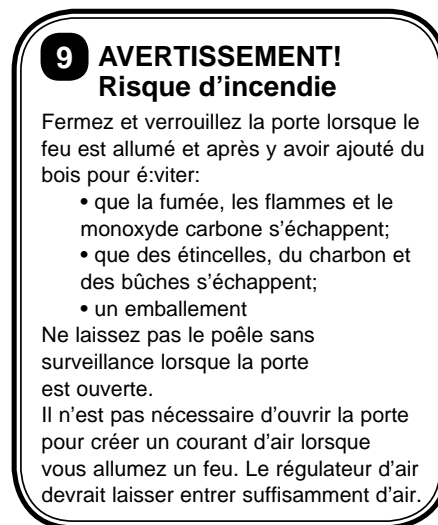 9 AVERTISSEMENT!
Risque d’incendie
Fermez et verrouillez la porte lorsque le
feu est allumé et après y avoir ajouté du
bois pour é:viter:
• que la fumée, les flammes et le
monoxyde carbone s’échappent;
• que des étincelles, du charbon et
des bûches s’échappent;
• un emballement
Ne laissez pas le poêle sans
surveillance lorsque la porte
est ouverte.
Il n’est pas nécessaire d’ouvrir la porte
pour créer un courant d’air lorsque
vous allumez un feu. Le régulateur d’air
devrait laisser entrer suffisamment d’air.